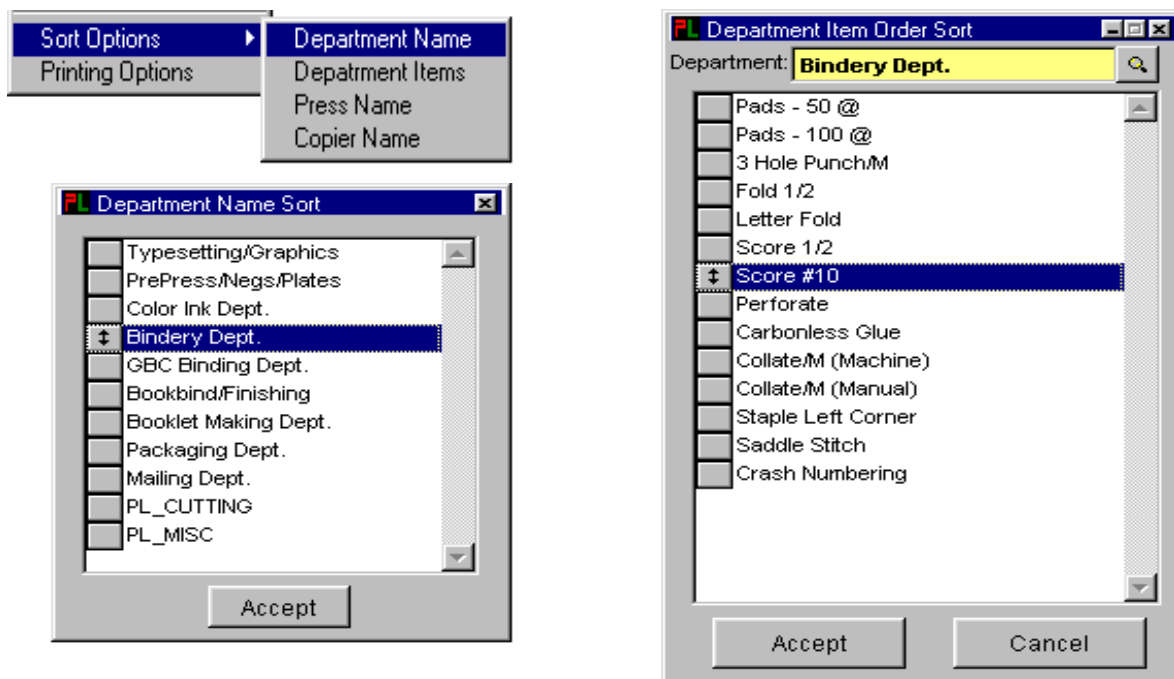 Sort Options
Printing Options
Department Name
Depatrment Items
Press Name
Copier Name
PL Department Name Sort
Typesetting/Graphics
PrePress/Negs/Plates
Color Ink Dept.
Bindery Dept.
GBC Binding Dept.
Bookbind/Finishing
Booklet Making Dept.
Packaging Dept.
Mailing Dept.
PL_CUTTING
PL_MISC
Accept
PL Department Item Order Sort
Department: Bindery Dept.
Pads - 50 @
Pads - 100 @
3 Hole Punch/M
Fold 1/2
Letter Fold
Score 1/2
Score #10
Perforate
Carbonless Glue
Collate/M (Machine)
Collate/M (Manual)
Staple Left Corner
Saddle Stitch
Crash Numbering
Accept Cancel